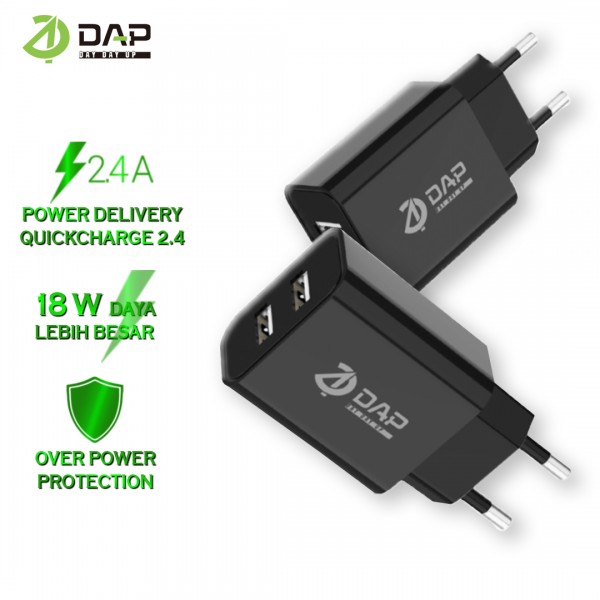 DAP
DAY DAY UP
2.4A
POWER DELIVERY
QUICKCHARGE 2.4
18 W DAYA
LEBIH BESAR
OVER POWER
PROTECTION
DAP
DAP